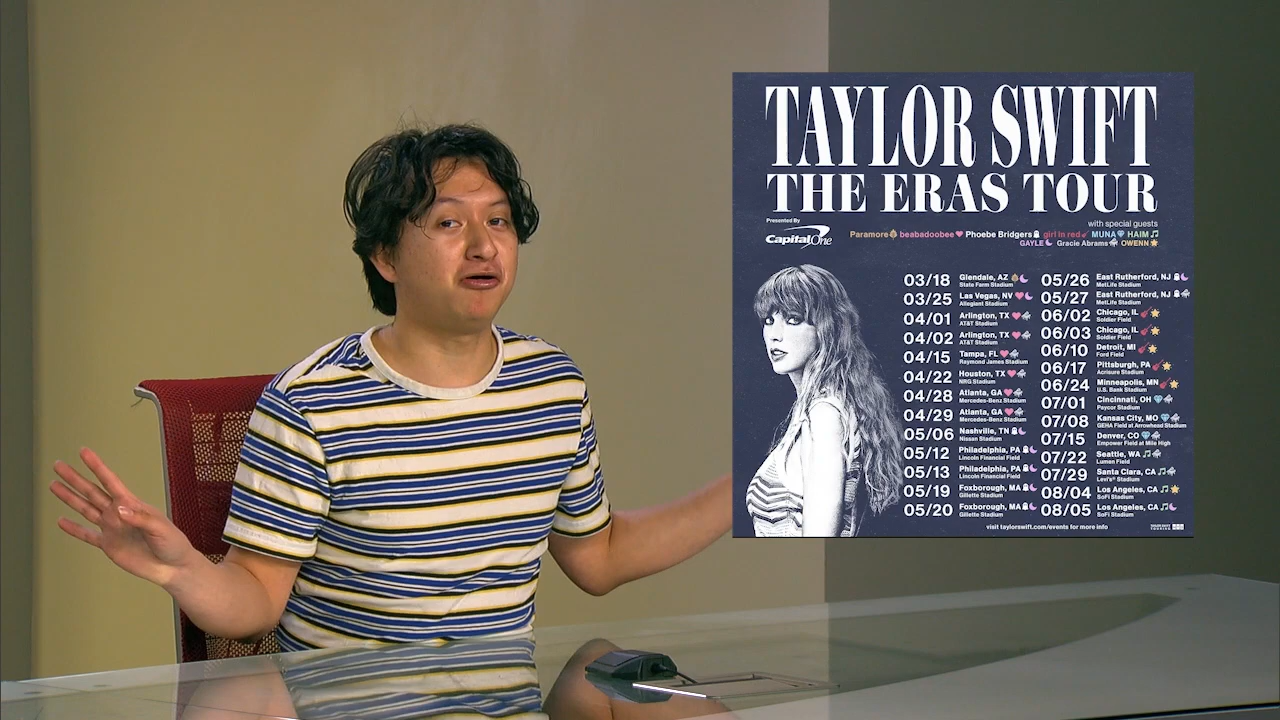 TAYLOR SWIFT
THE ERAS TOUR
Presented By
CapitalOne
with special guests
Paramore beabadoobee Phoebe Bridgers girl in red MUNA HAIM
GAYLE Gracie Abrams OWENN
03/18 Glendale, AZ
State Farm Stadium
03/25 Las Vegas, NV
Allegiant Stadium
04/01 Arlington, TX
AT&T Stadium
04/02 Arlington, TX
AT&T Stadium
04/15 Tampa, FL
Raymond James Stadium
04/22 Houston, TX
NRG Stadium
04/28 Atlanta, GA
Mercedes-Benz Stadium
04/29 Atlanta, GA
Mercedes-Benz Stadium
05/06 Nashville, TN
Nissan Stadium
05/12 Philadelphia, PA
Lincoln Financial Field
05/13 Philadelphia, PA
Lincoln Financial Field
05/19 Foxborough, MA
Gillette Stadium
05/20 Foxborough, MA
Gillette Stadium
05/26 East Rutherford, NJ
MetLife Stadium
05/27 East Rutherford, NJ
MetLife Stadium
06/02 Chicago, IL
Soldier Field
06/03 Chicago, IL
Soldier Field
06/10 Detroit, MI
Ford Field
06/17 Pittsburgh, PA
Acrisure Stadium
06/24 Minneapolis, MN
U.S. Bank Stadium
07/01 Cincinnati, OH
Paycor Stadium
07/08 Kansas City, MO
GEHA Field at Arrowhead Stadium
07/15 Denver, CO
Empower Field at Mile High
07/22 Seattle, WA
Lumen Field
07/29 Santa Clara, CA
Levi's® Stadium
08/04 Los Angeles, CA
SoFi Stadium
08/05 Los Angeles, CA
SoFi Stadium
visit taylorswift.com/events for more info